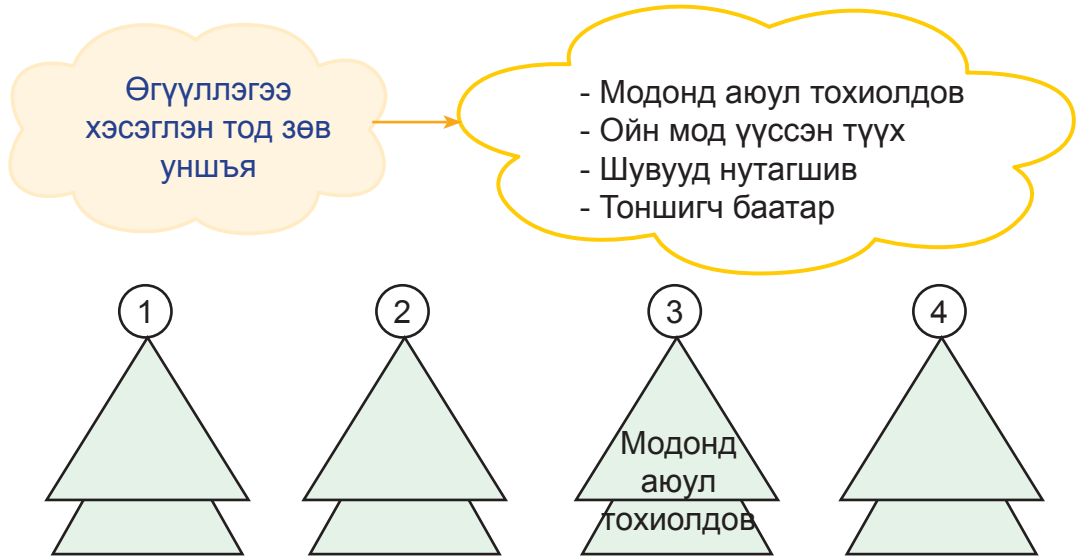 Өгүүллэгээ
хэсэглэн тод зөв
уншъя
- Модонд аюул тохиолдов
- Ойн мод үүссэн түүх
- Шувууд нутагшив
- Тоншигч баатар
1
2
3
4
Модонд
аюул
тохиолдов